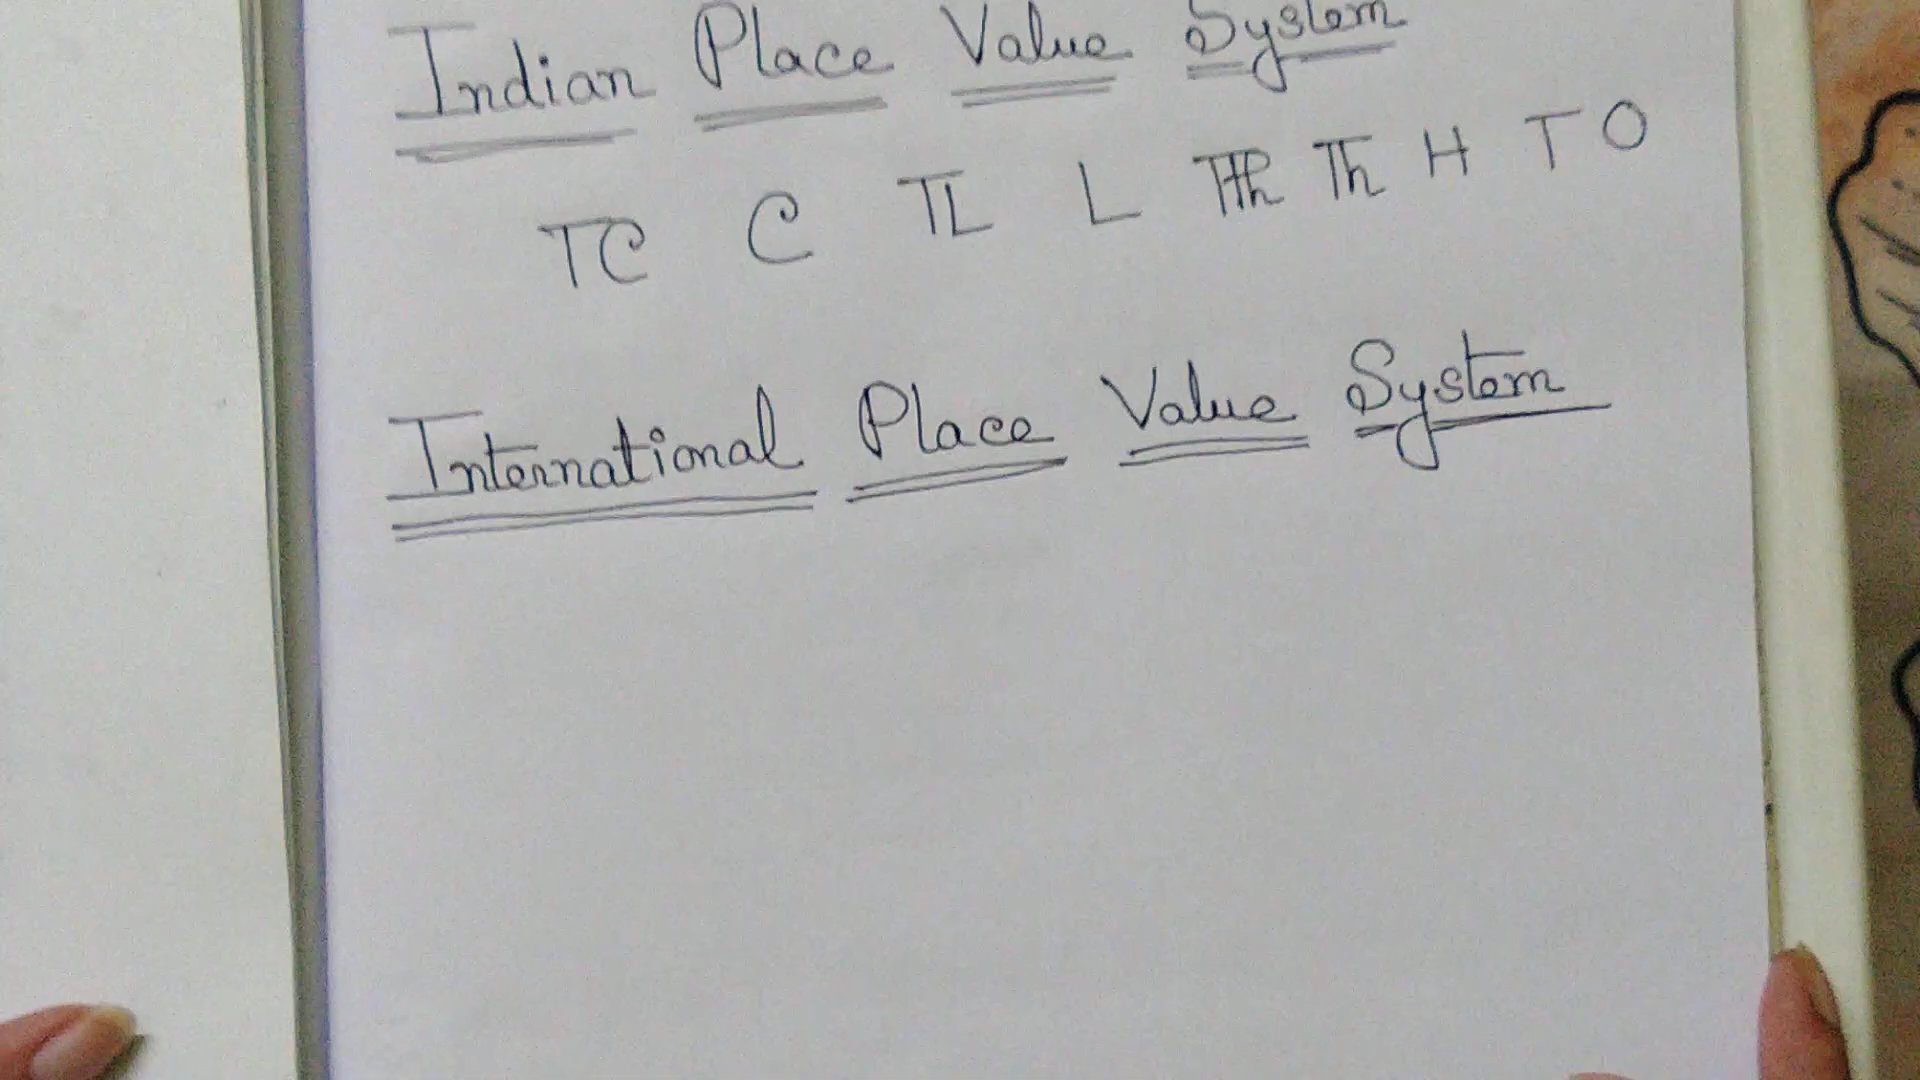 Indian Place Value System
TC C TL L TTh Th H T O
International Place Value System